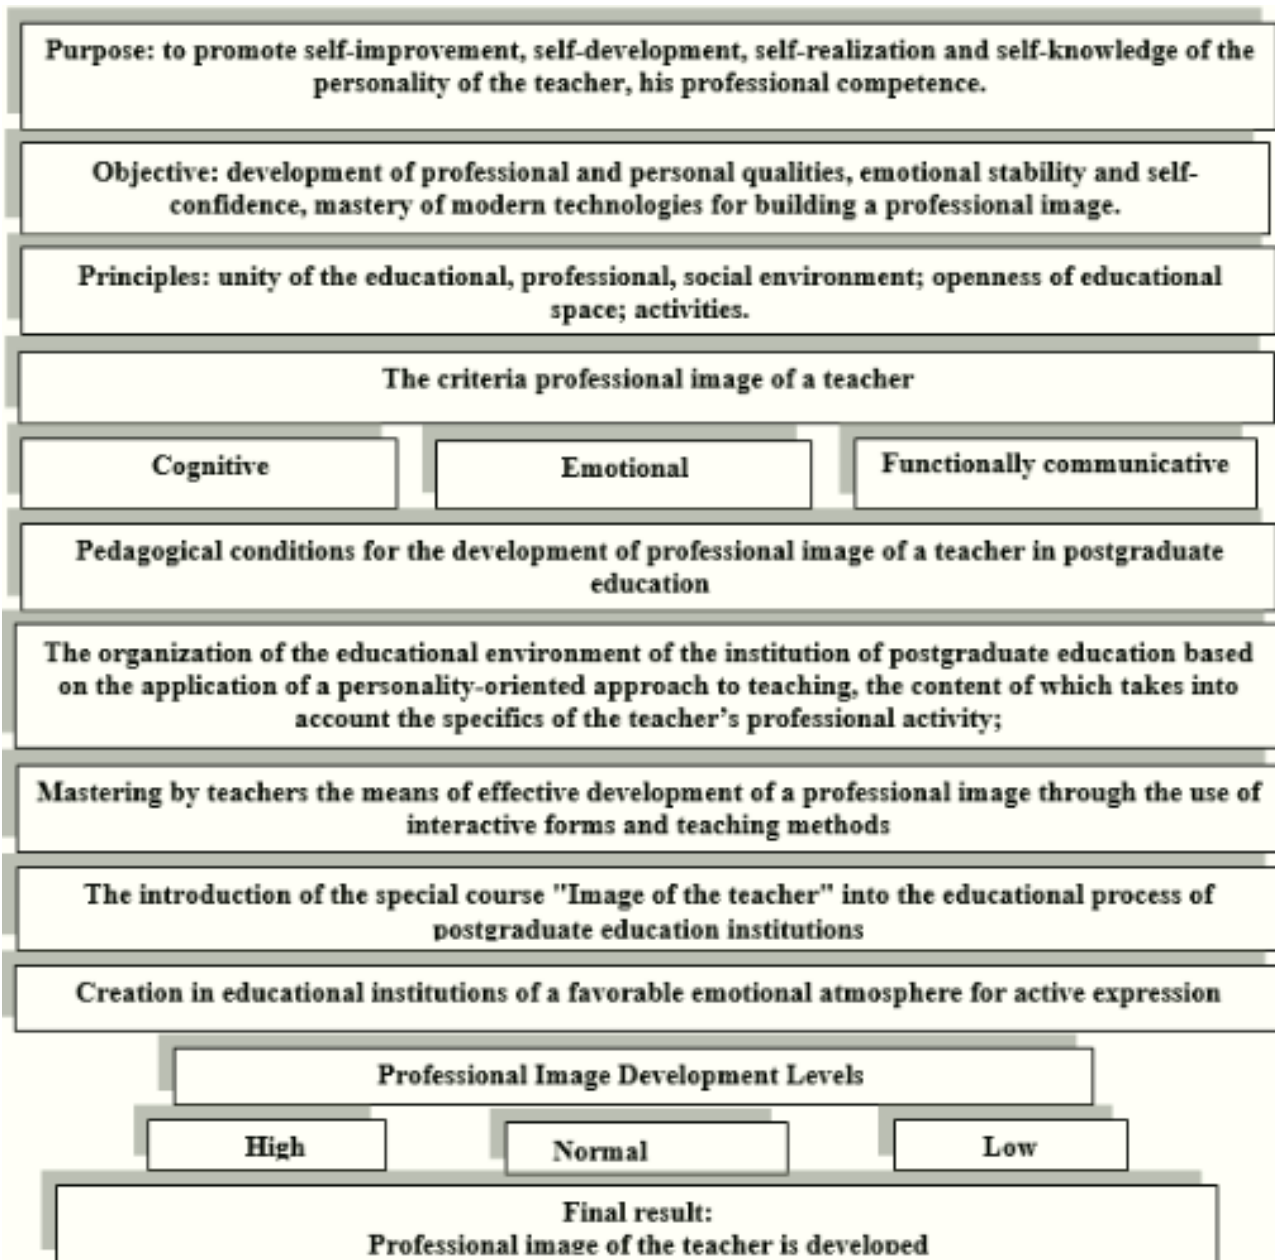 Purpose: to promote self-improvement, self-development, self-realization and self-knowledge of the
personality of the teacher, his professional competence.
Objective: development of professional and personal qualities, emotional stability and self-
confidence, mastery of modern technologies for building a professional image.
Principles: unity of the educational, professional, social environment; openness of educational
space; activities.
The criteria professional image of a teacher
Cognitive
Emotional
Functionally communicative
Pedagogical conditions for the development of professional image of a teacher in postgraduate
education
The organization of the educational environment of the institution of postgraduate education based
on the application of a personality-oriented approach to teaching, the content of which takes into
account the specifics of the teacher’s professional activity;
Mastering by teachers the means of effective development of a professional image through the use of
interactive forms and teaching methods
The introduction of the special course "Image of the teacher" into the educational process of
postgraduate education institutions
Creation in educational institutions of a favorable emotional atmosphere for active expression
Professional Image Development Levels
High
Normal
Low
Final result:
Professional image of the teacher is developed